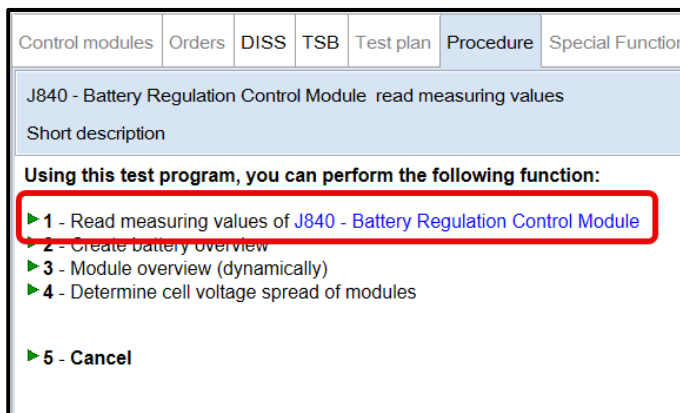 Control modules Orders DISS TSB Test plan Procedure Special Function
J840 - Battery Regulation Control Module read measuring values
Short description
Using this test program, you can perform the following function:
1 - Read measuring values of J840 - Battery Regulation Control Module
2 - Create battery overview
3 - Module overview (dynamically)
4 - Determine cell voltage spread of modules
5 - Cancel